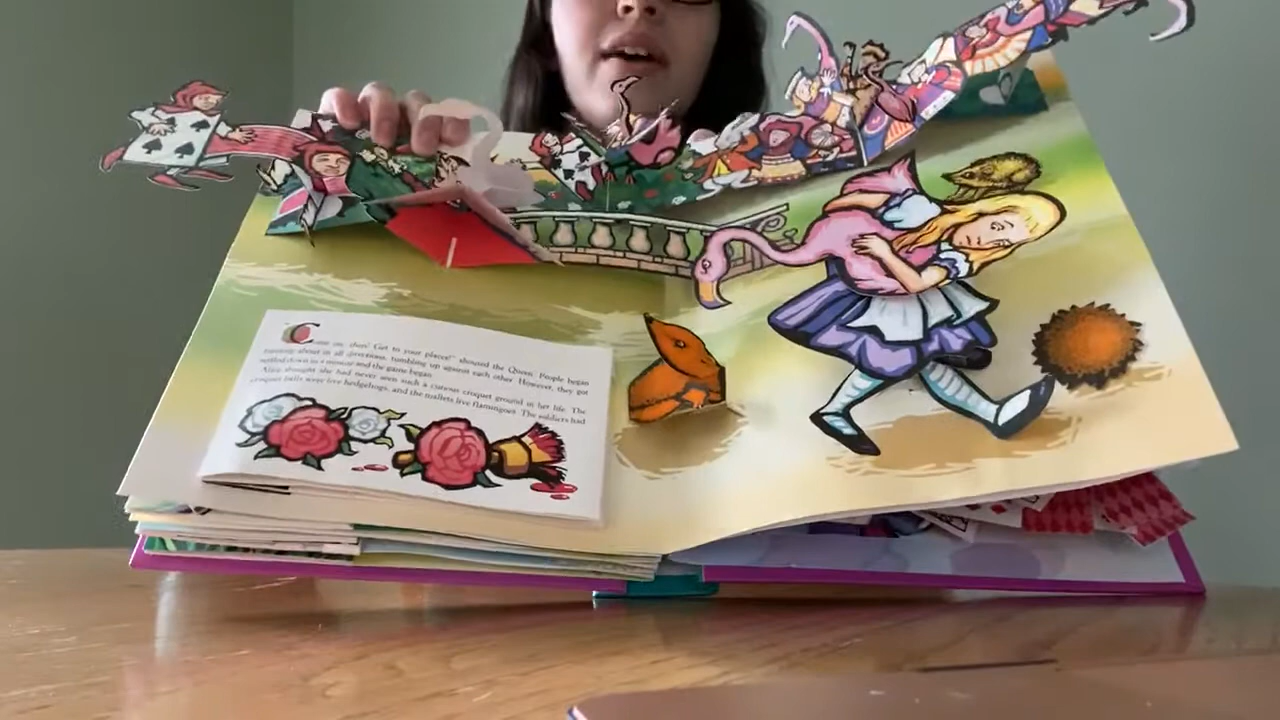 Come on, then! Get to your places!" shouted the Queen. People began
running about in all directions, tumbling up against each other. However, they got
settled down in a minute and the game began.
Alice thought she had never seen such a curious croquet ground in her life. The
croquet balls were live hedgehogs, and the mallets live flamingoes. The soldiers had